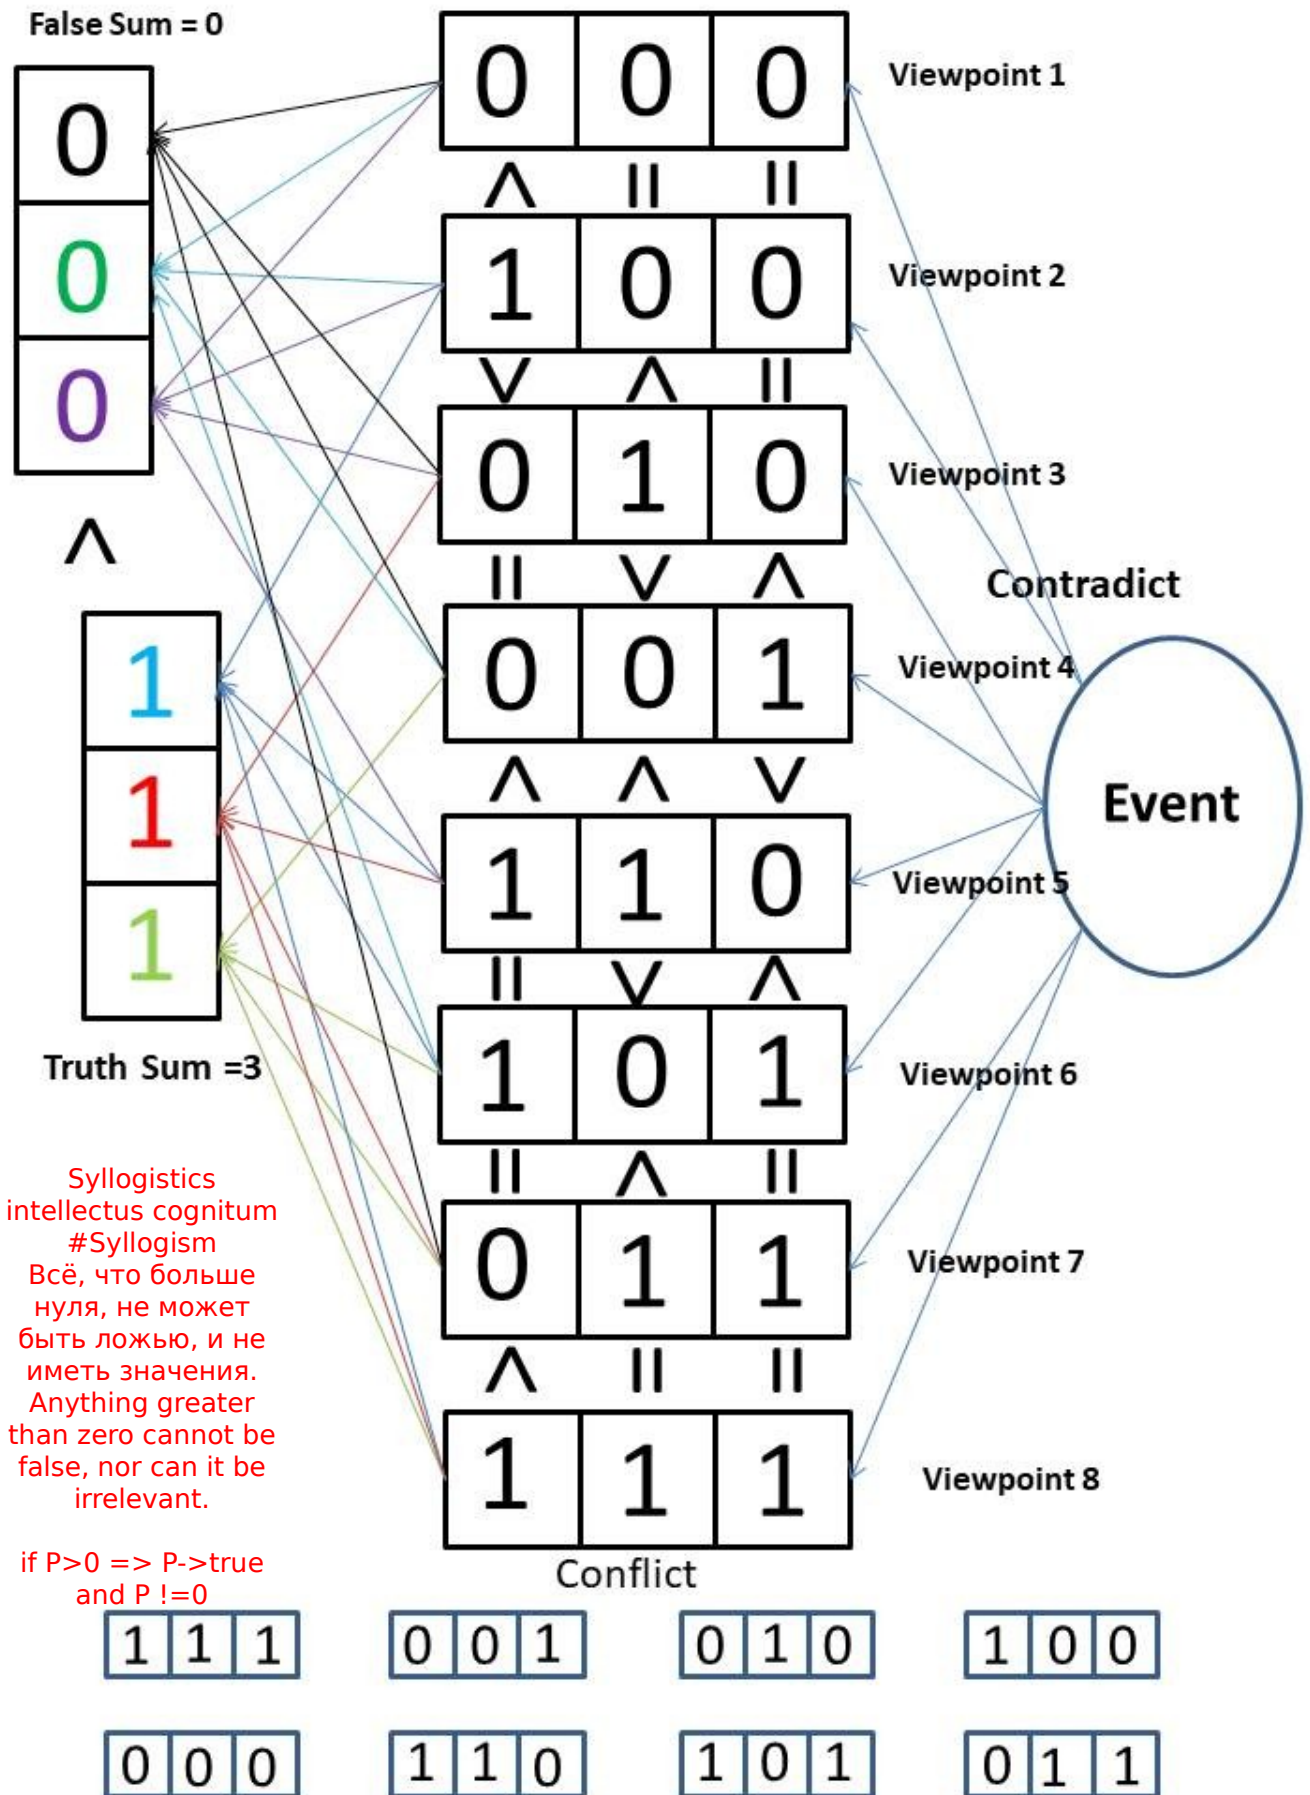 False Sum = 0
0 0 0
Viewpoint 1
0
Λ = =
1 0 0
Viewpoint 2
0
V Λ =
0
0 1 0
Viewpoint 3
Λ
= V Λ
Contradict
0 0 1
Viewpoint 4
1
Λ Λ V
Event
1
1 1 0
Viewpoint 5
1
= V Λ
Truth Sum =3
1 0 1
Viewpoint 6
= Λ =
0 1 1
Viewpoint 7
Λ = =
1 1 1
Viewpoint 8
Conflict
Syllogistics
intellectus cognitum
#Syllogism
Всё, что больше
нуля, не может
быть ложью, и не
иметь значения.
Anything greater
than zero cannot be
false, nor can it be
irrelevant.
if P>0 => P->true
and P !=0
1 1 1
0 0 1
0 1 0
1 0 0
0 0 0
1 1 0
1 0 1
0 1 1